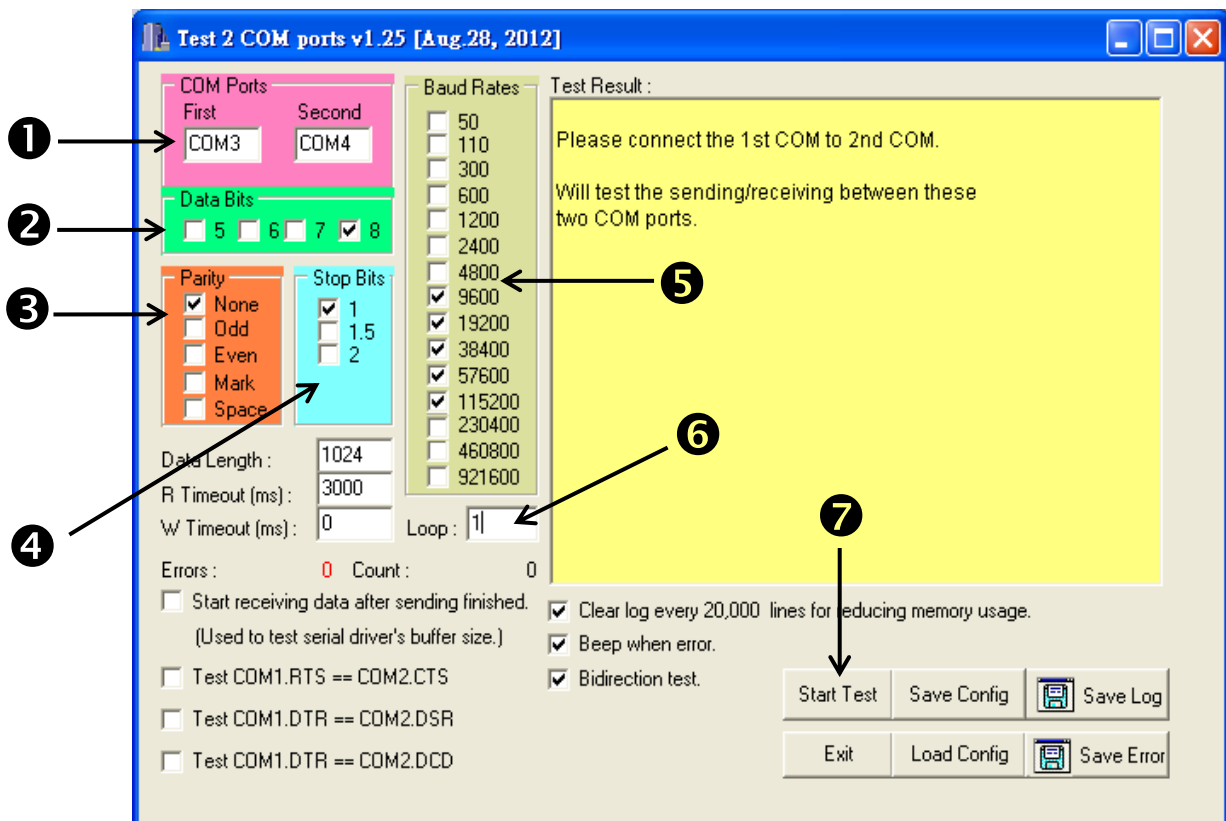 Test 2 COM ports v1.25 [Aug.28, 2012]
COM Ports
First Second
COM3 COM4
❶
Data Bits
5 6 7 8
❷
Parity
None
Odd
Even
Mark
Space
❸
Stop Bits
1
1.5
2
❹
Baud Rates
50
110
300
600
1200
2400
4800
9600
19200
38400
57600
115200
230400
460800
921600
❺
Data Length : 1024
R Timeout (ms) : 3000
W Timeout (ms) : 0
Loop : 1
❻
Errors : 0 Count : 0
Start receiving data after sending finished.
(Used to test serial driver's buffer size.)
Test COM1.RTS == COM2.CTS
Test COM1.DTR == COM2.DSR
Test COM1.DTR == COM2.DCD
Test Result :
Please connect the 1st COM to 2nd COM.
Will test the sending/receiving between these
two COM ports.
❼
Clear log every 20,000 lines for reducing memory usage.
Beep when error.
Bidirection test.
Start Test Save Config Save Log
Exit Load Config Save Error